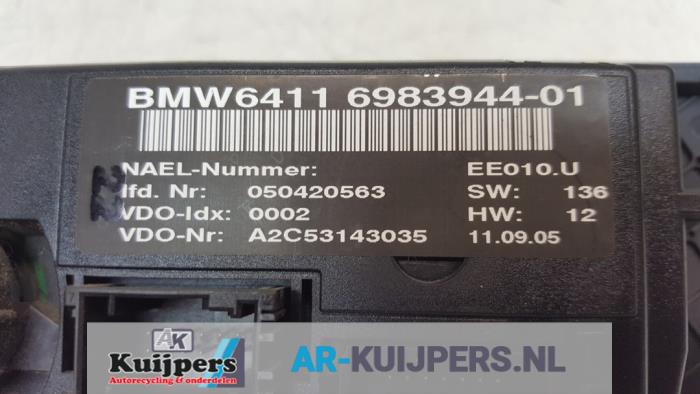 BMW6411 6983944-01
NAEL-Nummer: EE010.U
lfd. Nr: 050420563 SW: 136
VDO-Idx: 0002 HW: 12
VDO-Nr: A2C53143035 11.09.05
AK
Kuijpers
Autorecycling & onderdelen
AR-KUIJPERS.NL